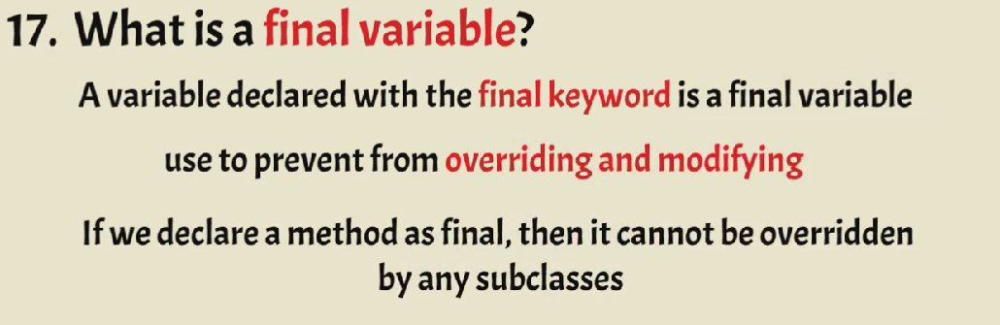 17. What is a final variable?
A variable declared with the final keyword is a final variable
use to prevent from overriding and modifying
If we declare a method as final, then it cannot be overridden
by any subclasses